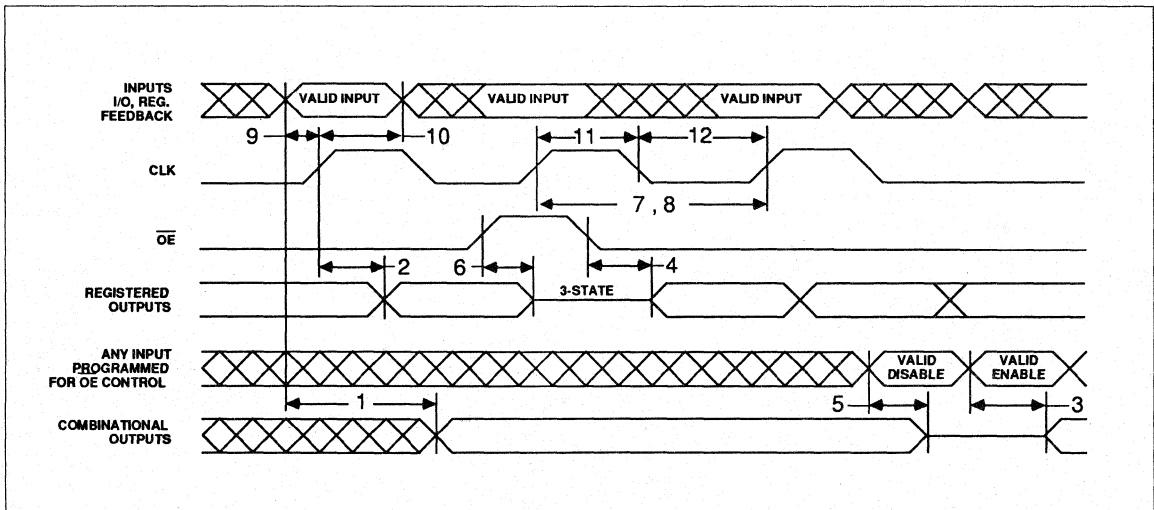 INPUTS
I/O, REG.
FEEDBACK
VALID INPUT
VALID INPUT
VALID INPUT
9
10
11
12
CLK
7 , 8
OE
2
6
4
REGISTERED
OUTPUTS
3-STATE
ANY INPUT
PROGRAMMED
FOR OE CONTROL
VALID
DISABLE
VALID
ENABLE
1
5
3
COMBINATIONAL
OUTPUTS